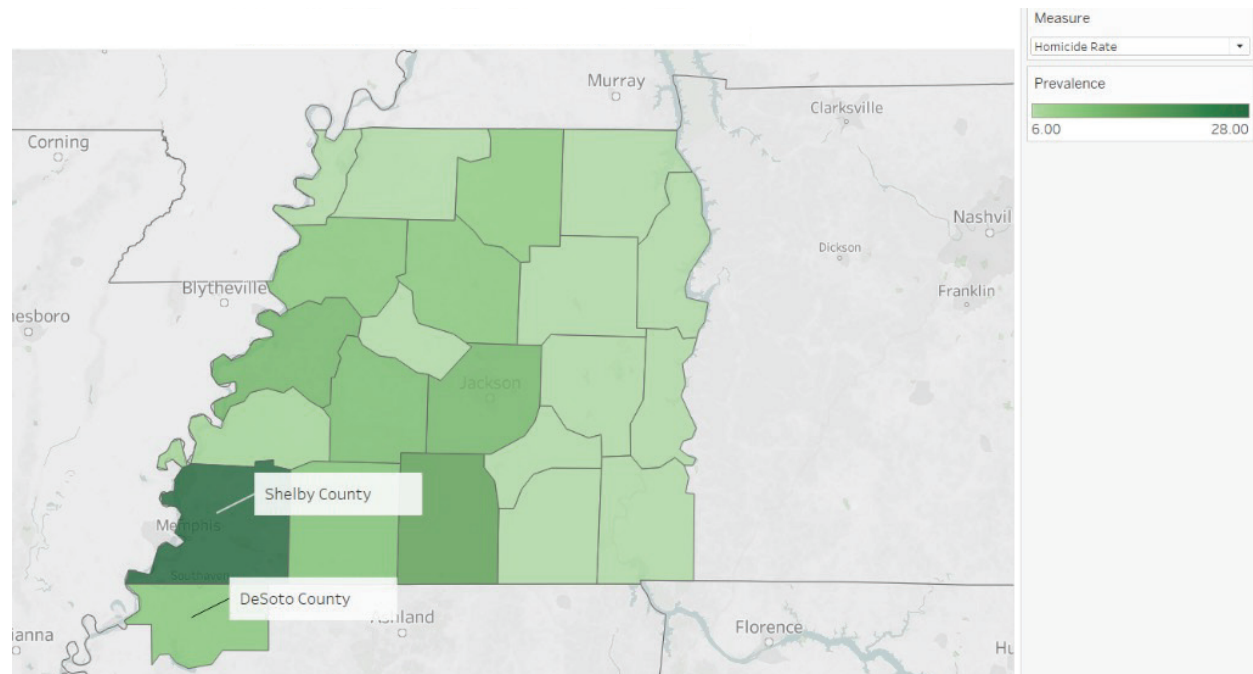 Measure
Homicide Rate
Prevalence
6.00 28.00
Murray
Clarksville
Corning
Nashvil
Dickson
Blytheville
Franklin
esboro
Jackson
Shelby County
Memphis
Southaven
DeSoto County
Ashland
Florence
ianna
Hu